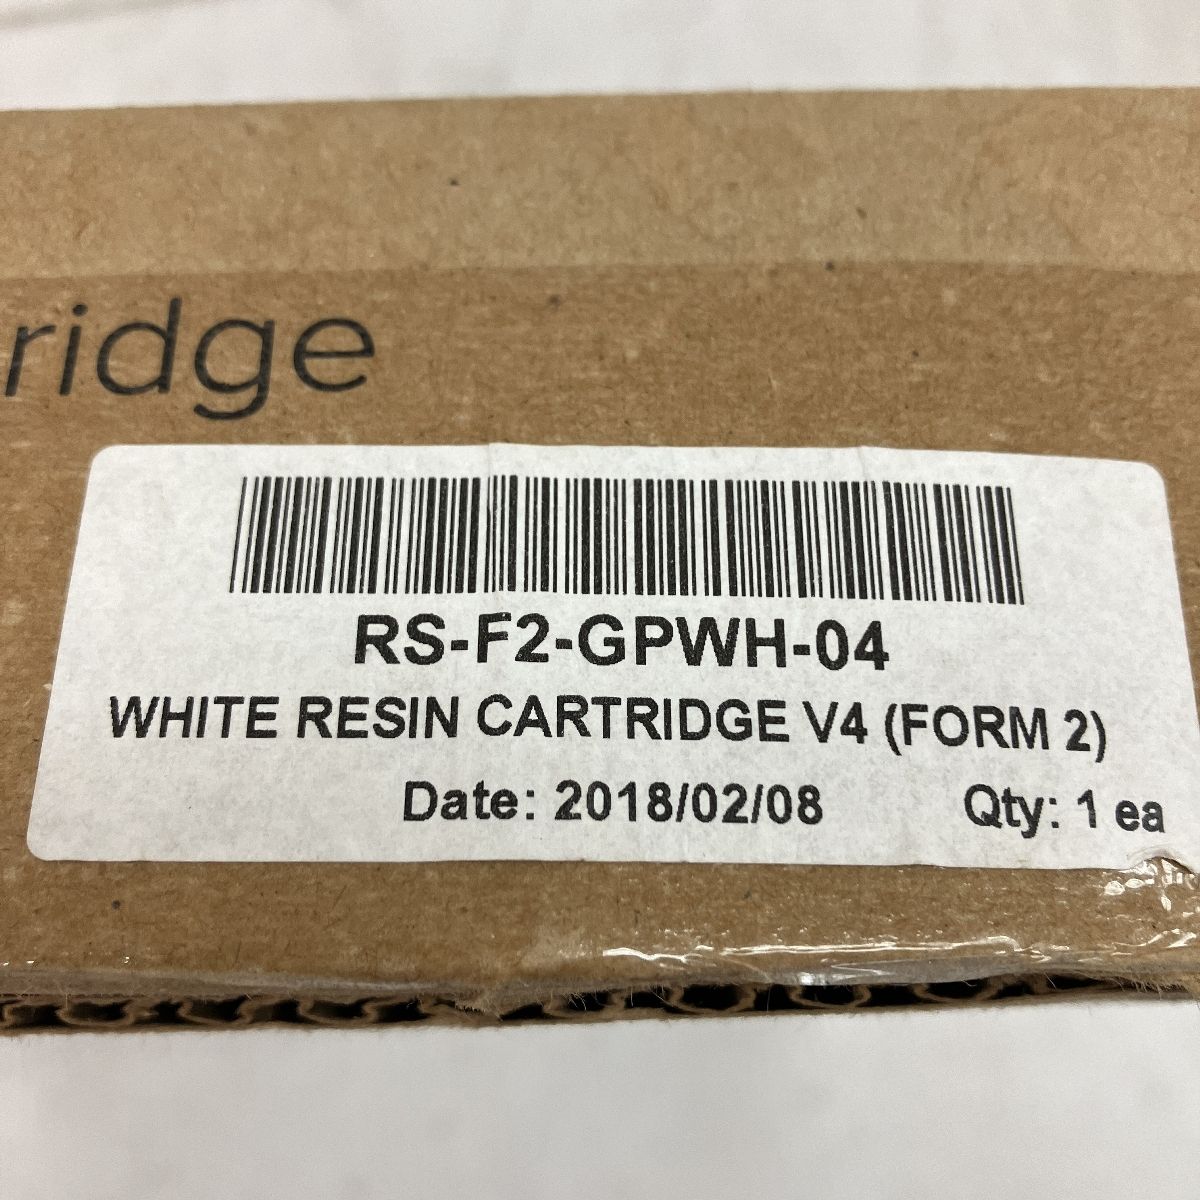 ridge
RS-F2-GPWH-04
WHITE RESIN CARTRIDGE V4 (FORM 2)
Date: 2018/02/08 Qty: 1 ea